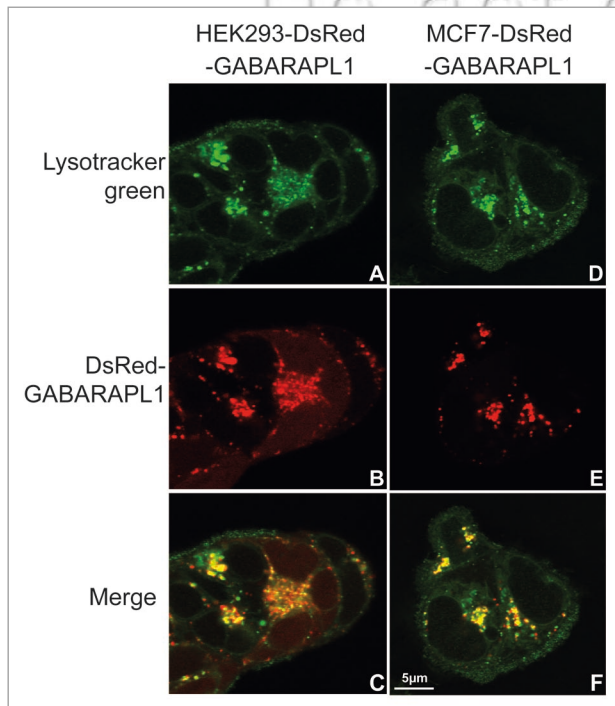 HEK293-DsRed
-GABARAPL1
MCF7-DsRed
-GABARAPL1
Lysotracker
green
A
D
DsRed-
GABARAPL1
B
E
Merge
C
5µm
F